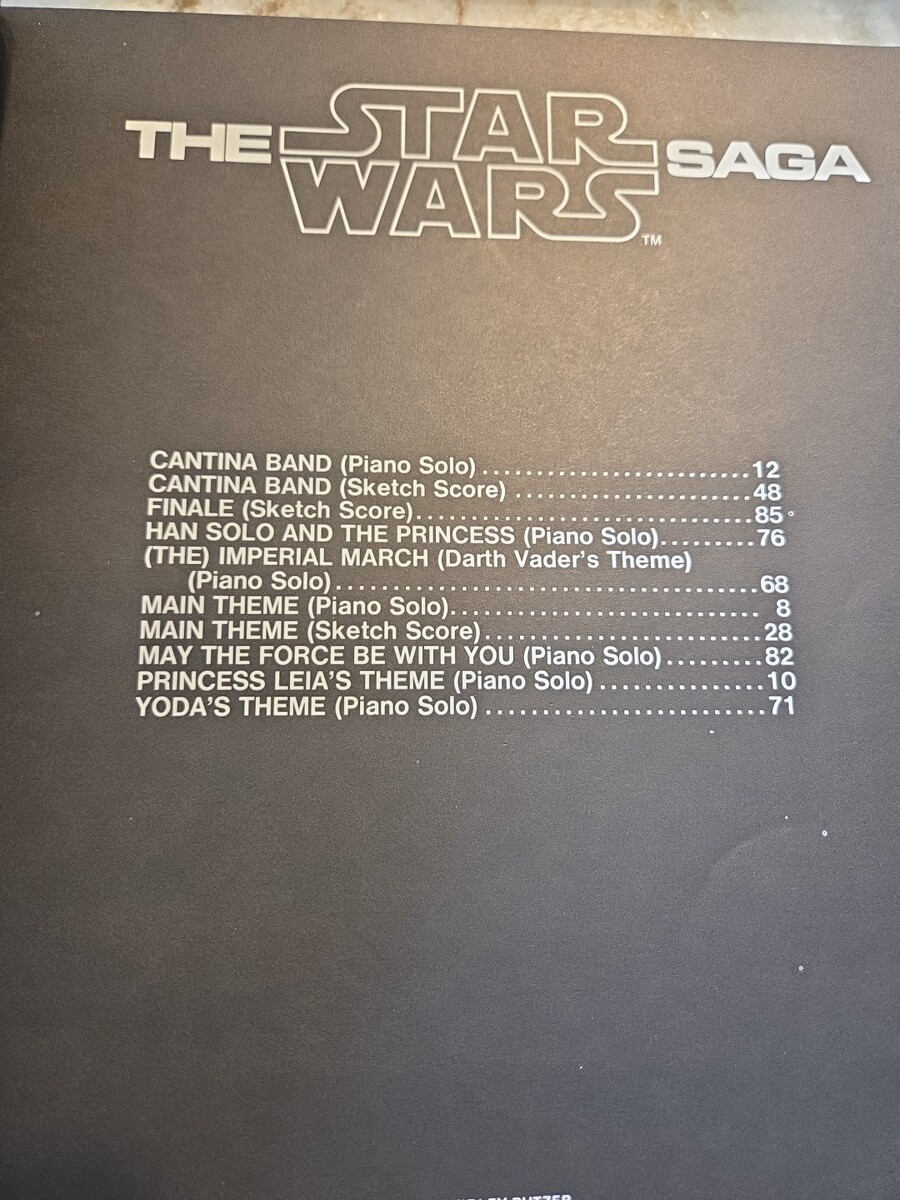 THE STAR WARS SAGA
TM
CANTINA BAND (Piano Solo)........................12
CANTINA BAND (Sketch Score) ......................48
FINALE (Sketch Score)..............................85
HAN SOLO AND THE PRINCESS (Piano Solo).........76
(THE) IMPERIAL MARCH (Darth Vader's Theme)
(Piano Solo)......................................68
MAIN THEME (Piano Solo)............................ 8
MAIN THEME (Sketch Score).........................28
MAY THE FORCE BE WITH YOU (Piano Solo).........82
PRINCESS LEIA'S THEME (Piano Solo)...............10
YODA'S THEME (Piano Solo).........................71